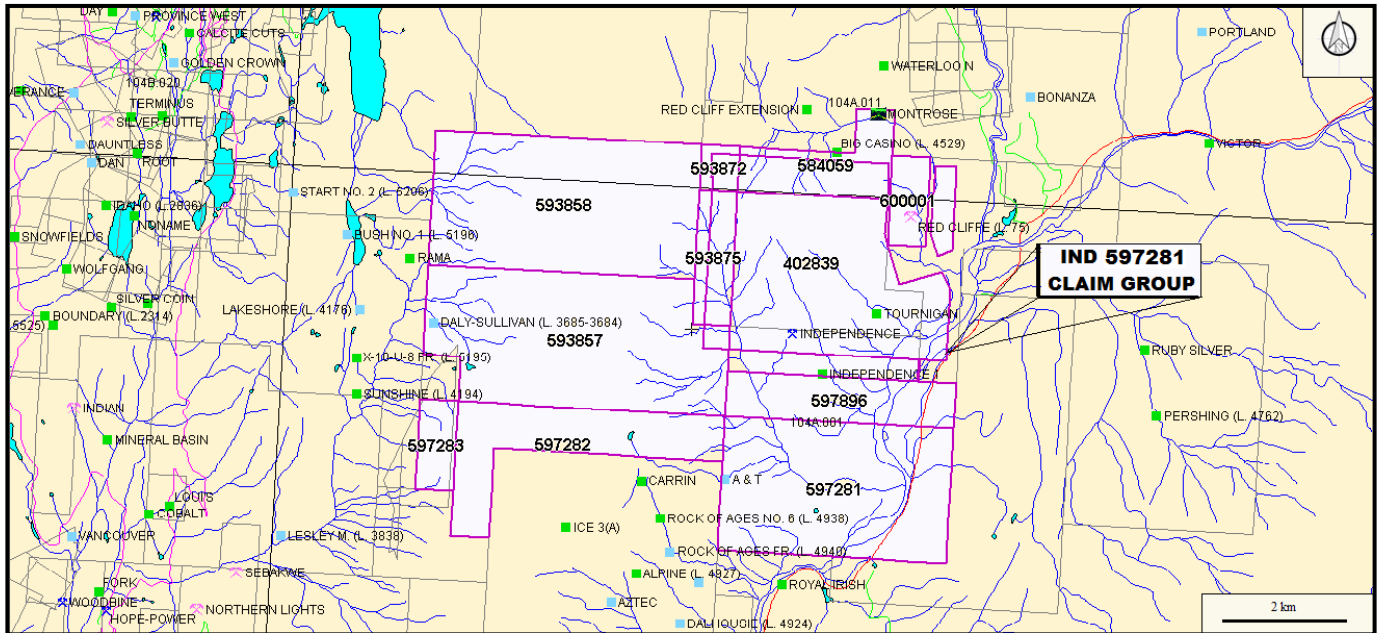 DAY
PROVINCE WEST
CALCITE CUTS
PORTLAND
GOLDEN CROWN
WATERLOO N
104B.020
ERANCE
BONANZA
TERMINUS
RED CLIFF EXTENSION
104A.011
MONTROSE
SILVER BUTTE
DAUNTLESS
BIG CASINO (L. 4529)
VICTOR
DAN
ROOT
593872
584059
START NO. 2 (L. 5206)
IDAHO (L.2836)
593858
600001
NONAME
RED CLIFFE (L.75)
SNOWFIELDS
BUSH NO. 1 (L. 5196)
RAMA
593875
402839
IND 597281
CLAIM GROUP
WOLFGANG
SILVER COIN
LAKESHORE (L. 4176)
BOUNDARY (L.2314)
TOURNIGAN
5525)
DALY-SULLIVAN (L. 3685-3684)
INDEPENDENCE
593857
RUBY SILVER
X-10-U-8 FR. (L. 5195)
INDEPENDENCE 1
SUNSHINE (L. 4194)
597896
INDIAN
PERSHING (L. 4762)
104A.001
MINERAL BASIN
597283
597282
CARRIN
A & T
597281
LOUIS
COBALT
ROCK OF AGES NO. 6 (L. 4938)
ICE 3(A)
VANCOUVER
LESLEY M. (L. 3838)
ROCK OF AGES FR. (L. 4940)
SEBAKWE
ALPINE (L. 4927)
FORK
ROYAL IRISH
WOODBINE
AZTEC
NORTHERN LIGHTS
2 km
HOPE-POWER
DALHOUSIE (L. 4924)